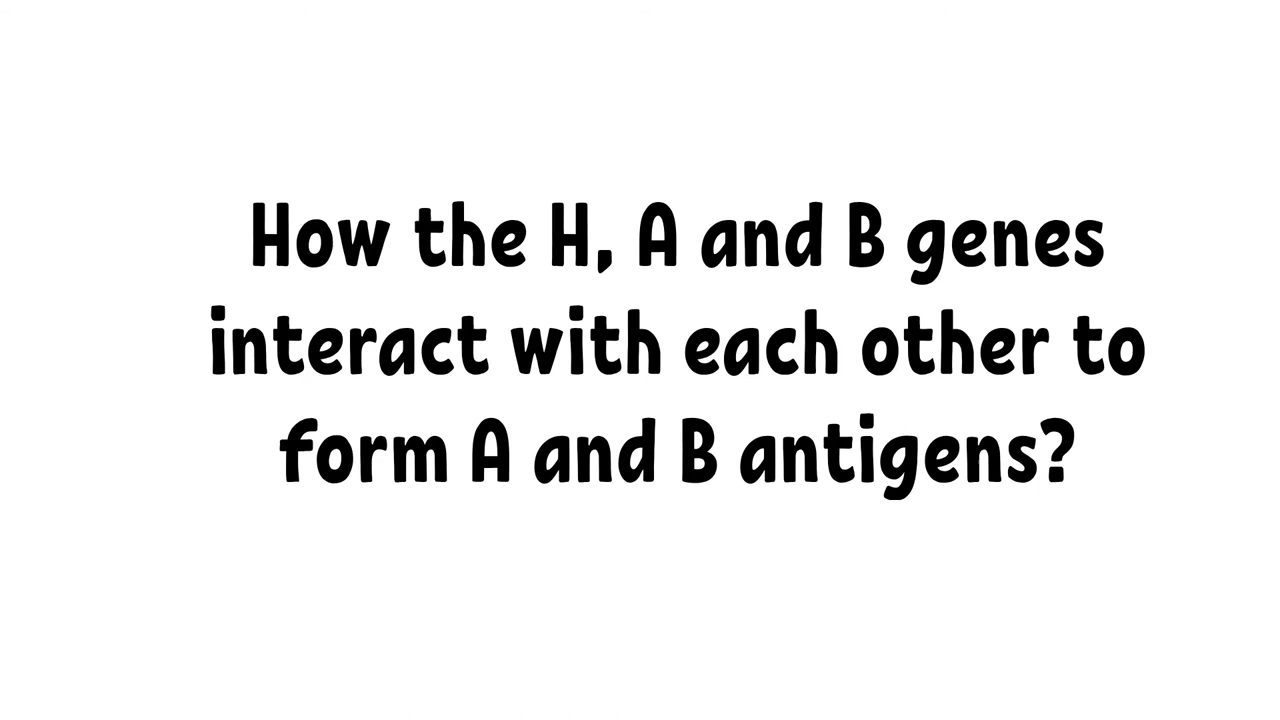 How the H, A and B genes
interact with each other to
form A and B antigens?